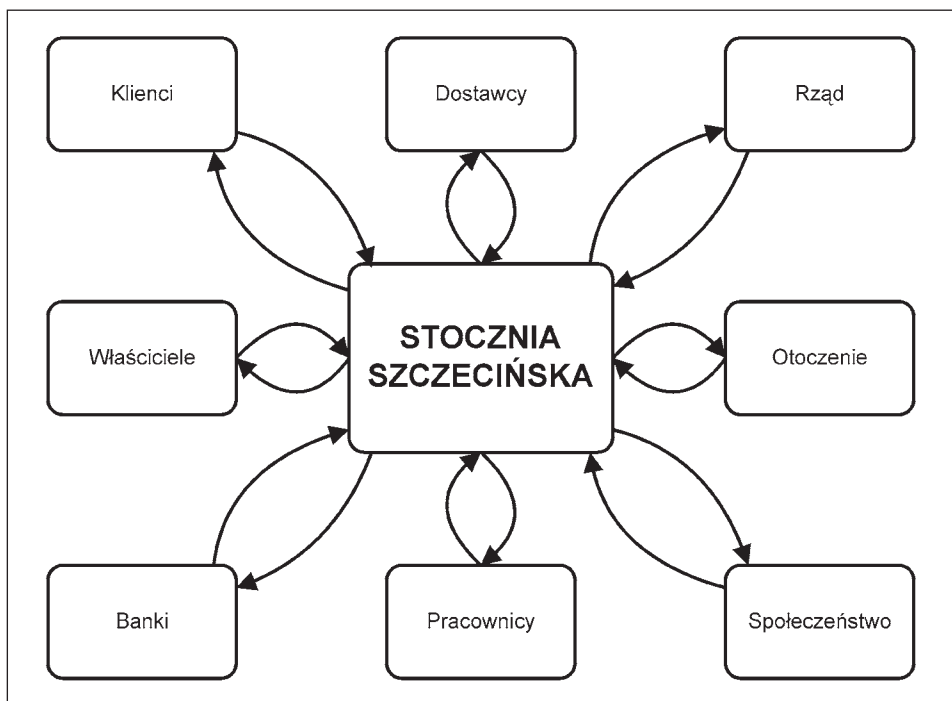 Klienci
Dostawcy
Rząd
Właściciele
STOCZNIA
SZCZECIŃSKA
Otoczenie
Banki
Pracownicy
Społeczeństwo